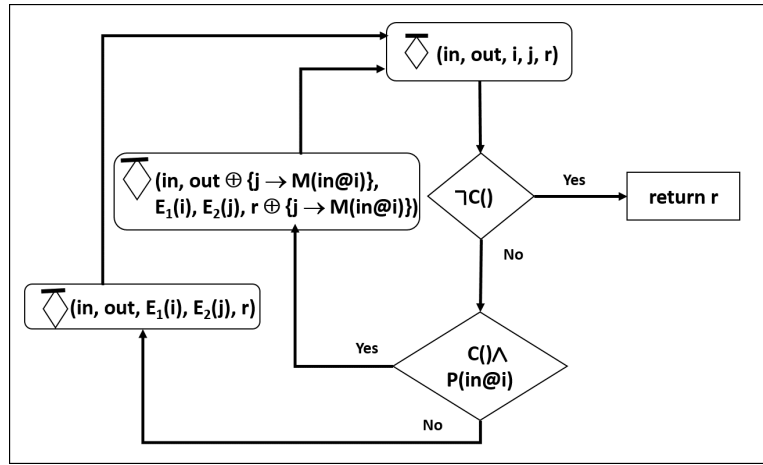 (in, out, i, j, r)
(in, out ⊕ {j → M(in@i)},
E₁(i), E₂(j), r ⊕ {j → M(in@i)})
¬C()
Yes
return r
No
(in, out, E₁(i), E₂(j), r)
Yes
C()∧
P(in@i)
No